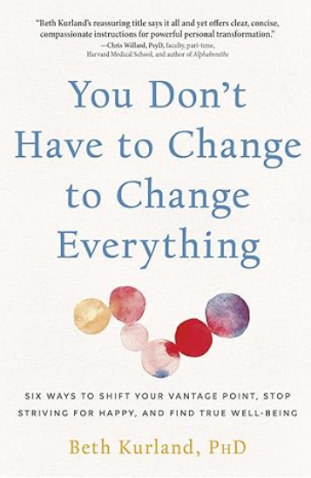 “Beth Kurland’s reassuring title says it all and yet offers clear, concise,
compassionate instructions for powerful personal transformation.”
—Chris Willard, PsyD, faculty, part-time,
Harvard Medical School, and author of Alphabreaths
You Don’t
Have to Change
to Change
Everything
SIX WAYS TO SHIFT YOUR VANTAGE POINT, STOP
STRIVING FOR HAPPY, AND FIND TRUE WELL-BEING
Beth Kurland, PhD